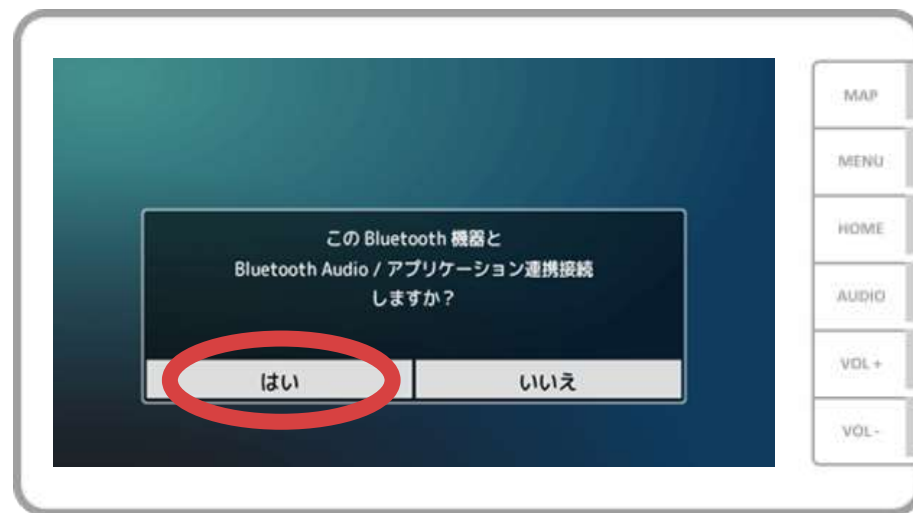 この Bluetooth 機器と
Bluetooth Audio / アプリケーション連携接続
しますか？
はい
いいえ
MAP
MENU
HOME
AUDIO
VOL +
VOL -